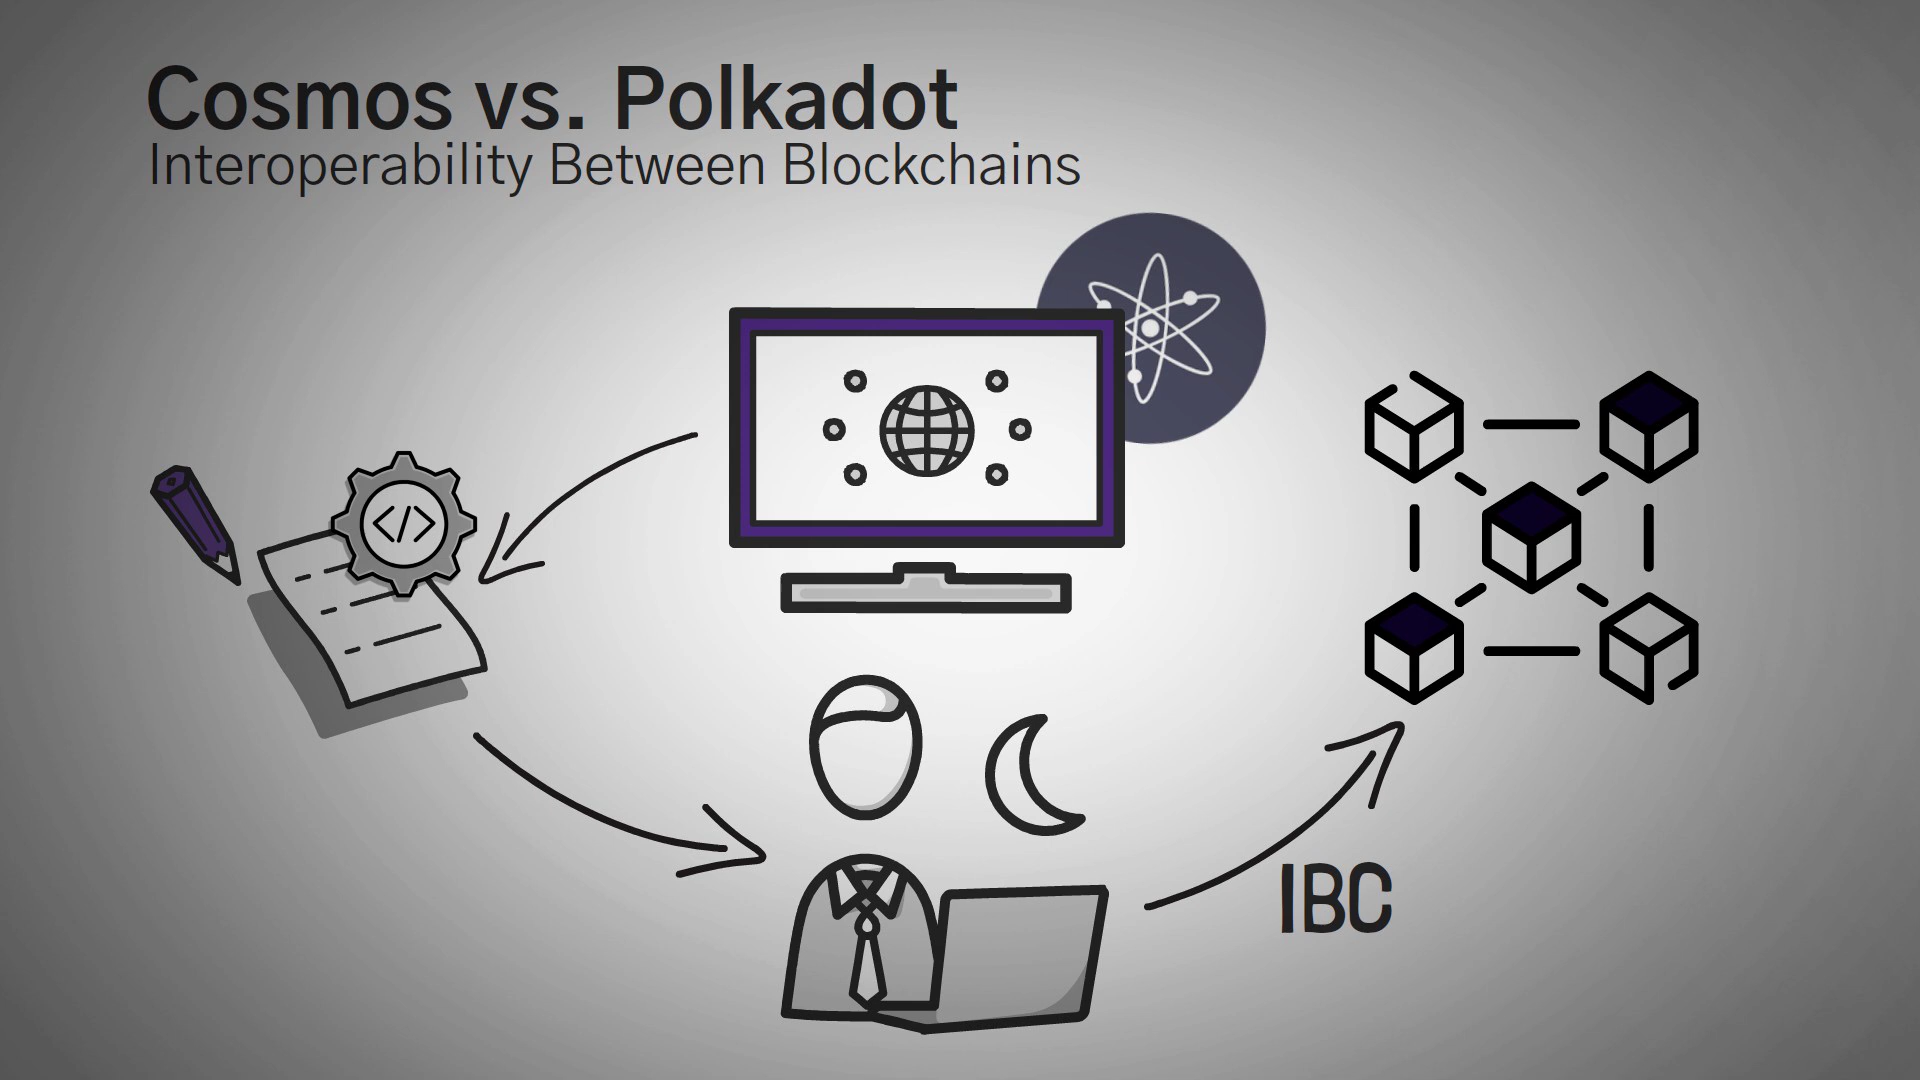 Cosmos vs. Polkadot
Interoperability Between Blockchains
</>
IBC